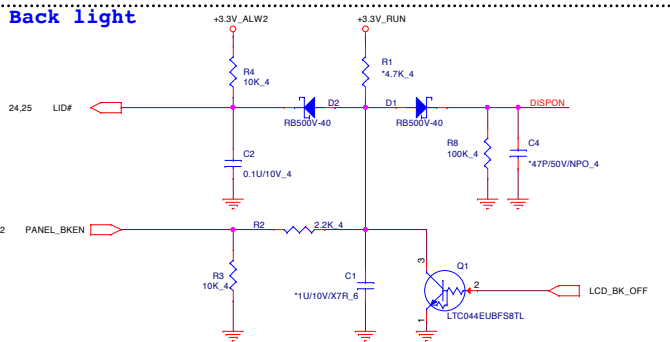 Back light
+3.3V_ALW2
+3.3V_RUN
R4
10K_4
R1
*4.7K_4
24,25
LID#
D2
RB500V-40
D1
RB500V-40
DISPON
R8
100K_4
C4
*47P/50V/NPO_4
C2
0.1U/10V_4
2
PANEL_BKEN
R2
2.2K_4
R3
10K_4
C1
*1U/10V/X7R_6
3
Q1
2
1
LTC044EUBFS8TL
LCD_BK_OFF